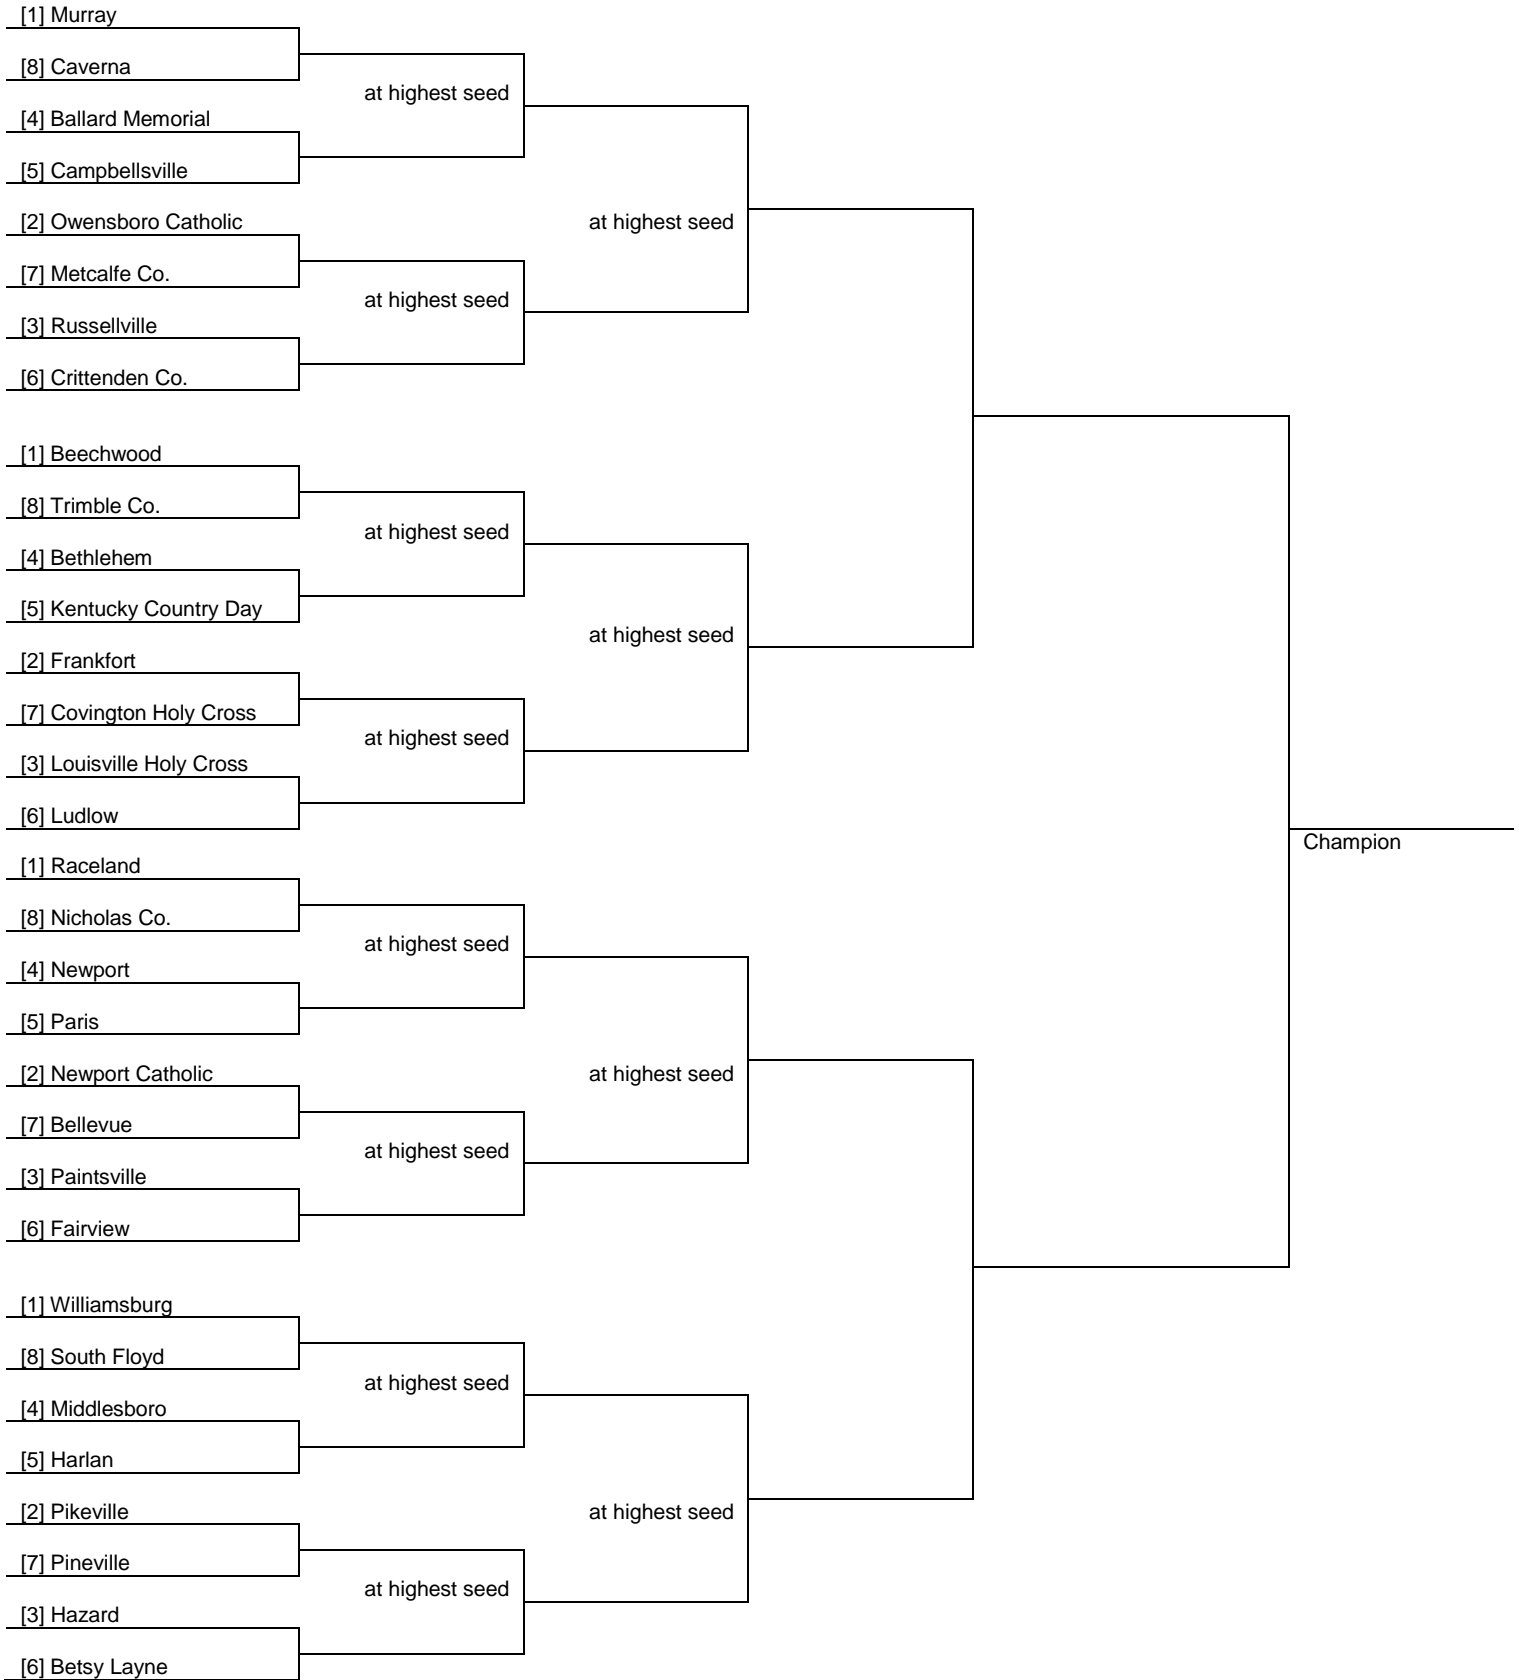 [1] Murray
[8] Caverna
at highest seed
[4] Ballard Memorial
[5] Campbellsville
[2] Owensboro Catholic
at highest seed
[7] Metcalfe Co.
at highest seed
[3] Russellville
[6] Crittenden Co.
[1] Beechwood
[8] Trimble Co.
at highest seed
[4] Bethlehem
[5] Kentucky Country Day
at highest seed
[2] Frankfort
[7] Covington Holy Cross
at highest seed
[3] Louisville Holy Cross
[6] Ludlow
Champion
[1] Raceland
[8] Nicholas Co.
at highest seed
[4] Newport
[5] Paris
[2] Newport Catholic
at highest seed
[7] Bellevue
at highest seed
[3] Paintsville
[6] Fairview
[1] Williamsburg
[8] South Floyd
at highest seed
[4] Middlesboro
[5] Harlan
[2] Pikeville
at highest seed
[7] Pineville
at highest seed
[3] Hazard
[6] Betsy Layne